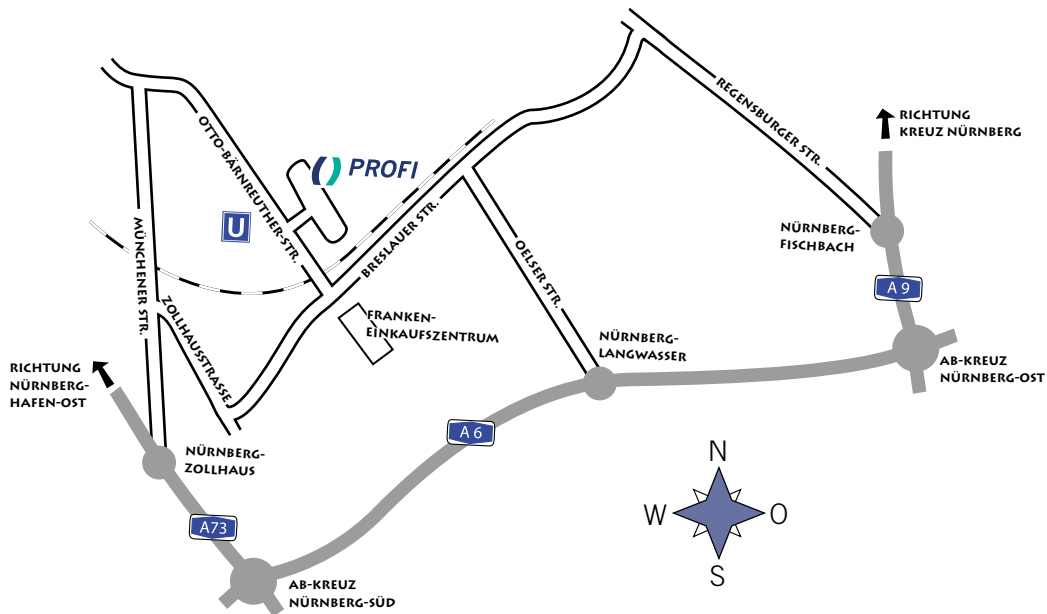 RICHTUNG
KREUZ NÜRNBERG
REGENSBURGER STR.
OTTO-BÄRNREUTHER-STR.
PROFI
U
MÜNCHENER STR.
BRESLAUER STR.
OELSER STR.
NÜRNBERG-
FISCHBACH
A 9
ZOLLHAUSSTRASSE
FRANKEN-
EINKAUFSZENTRUM
NÜRNBERG-
LANGWASSER
AB-KREUZ
NÜRNBERG-OST
RICHTUNG
NÜRNBERG-
HAFEN-OST
A 6
NÜRNBERG-
ZOLLHAUS
A73
N
W
O
S
AB-KREUZ
NÜRNBERG-SÜD